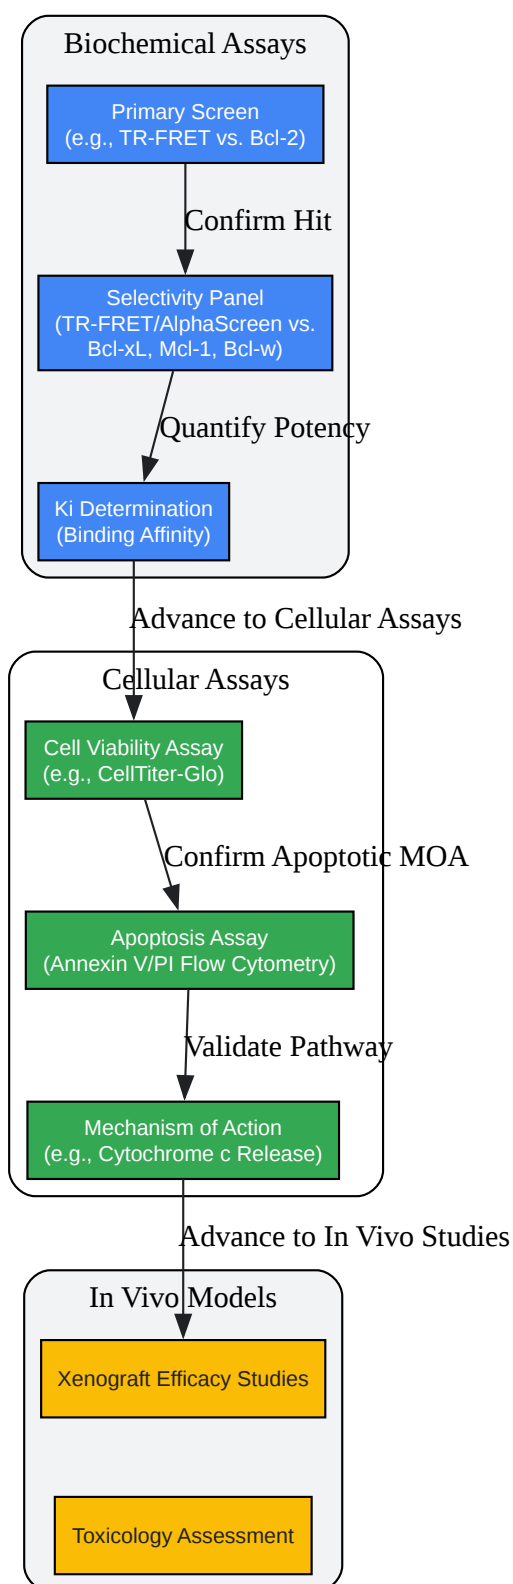 Biochemical Assays
Primary Screen
(e.g., TR-FRET vs. Bcl-2)
Confirm Hit
Selectivity Panel
(TR-FRET/AlphaScreen vs.
Bcl-xL, Mcl-1, Bcl-w)
Quantify Potency
Ki Determination
(Binding Affinity)
Advance to Cellular Assays
Cellular Assays
Cell Viability Assay
(e.g., CellTiter-Glo)
Confirm Apoptotic MOA
Apoptosis Assay
(Annexin V/PI Flow Cytometry)
Validate Pathway
Mechanism of Action
(e.g., Cytochrome c Release)
Advance to In Vivo Studies
In Vivo Models
Xenograft Efficacy Studies
Toxicology Assessment